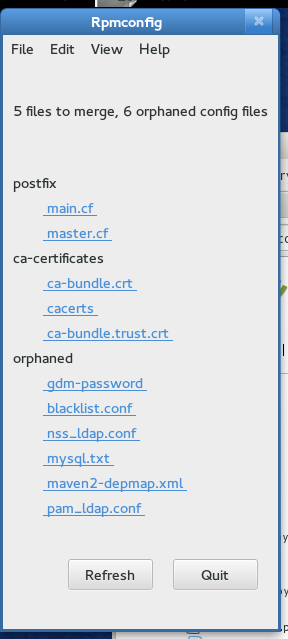 Rpmconfig
File Edit View Help
5 files to merge, 6 orphaned config files
postfix
main.cf
master.cf
ca-certificates
ca-bundle.crt
cacerts
ca-bundle.trust.crt
orphaned
gdm-password
blacklist.conf
nss_ldap.conf
mysql.txt
maven2-depmap.xml
pam_ldap.conf
Refresh Quit